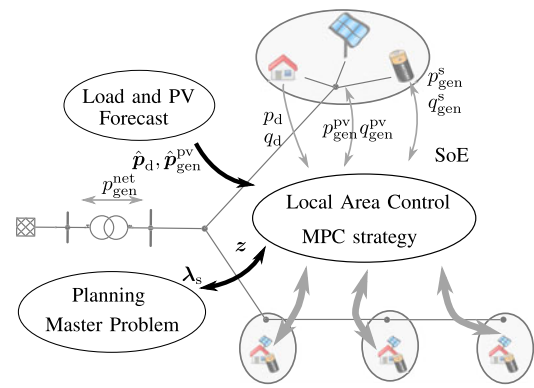 Load and PV
Forecast
p̂_d, p̂_gen^pv
p_gen^net
p_d
q_d
p_gen^pv q_gen^pv
p_gen^s
q_gen^s
SoE
Local Area Control
MPC strategy
z
λ_s
Planning
Master Problem